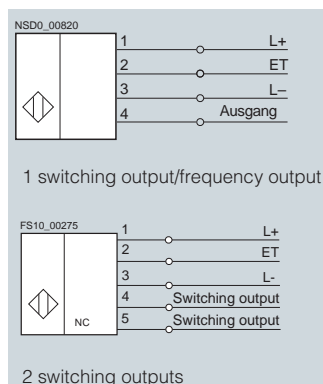 NSD0_00820
1 L+
2 ET
3 L–
4 Ausgang
1 switching output/frequency output
FS10_00275
1 L+
2 ET
3 L-
4 Switching output
NC 5 Switching output
2 switching outputs